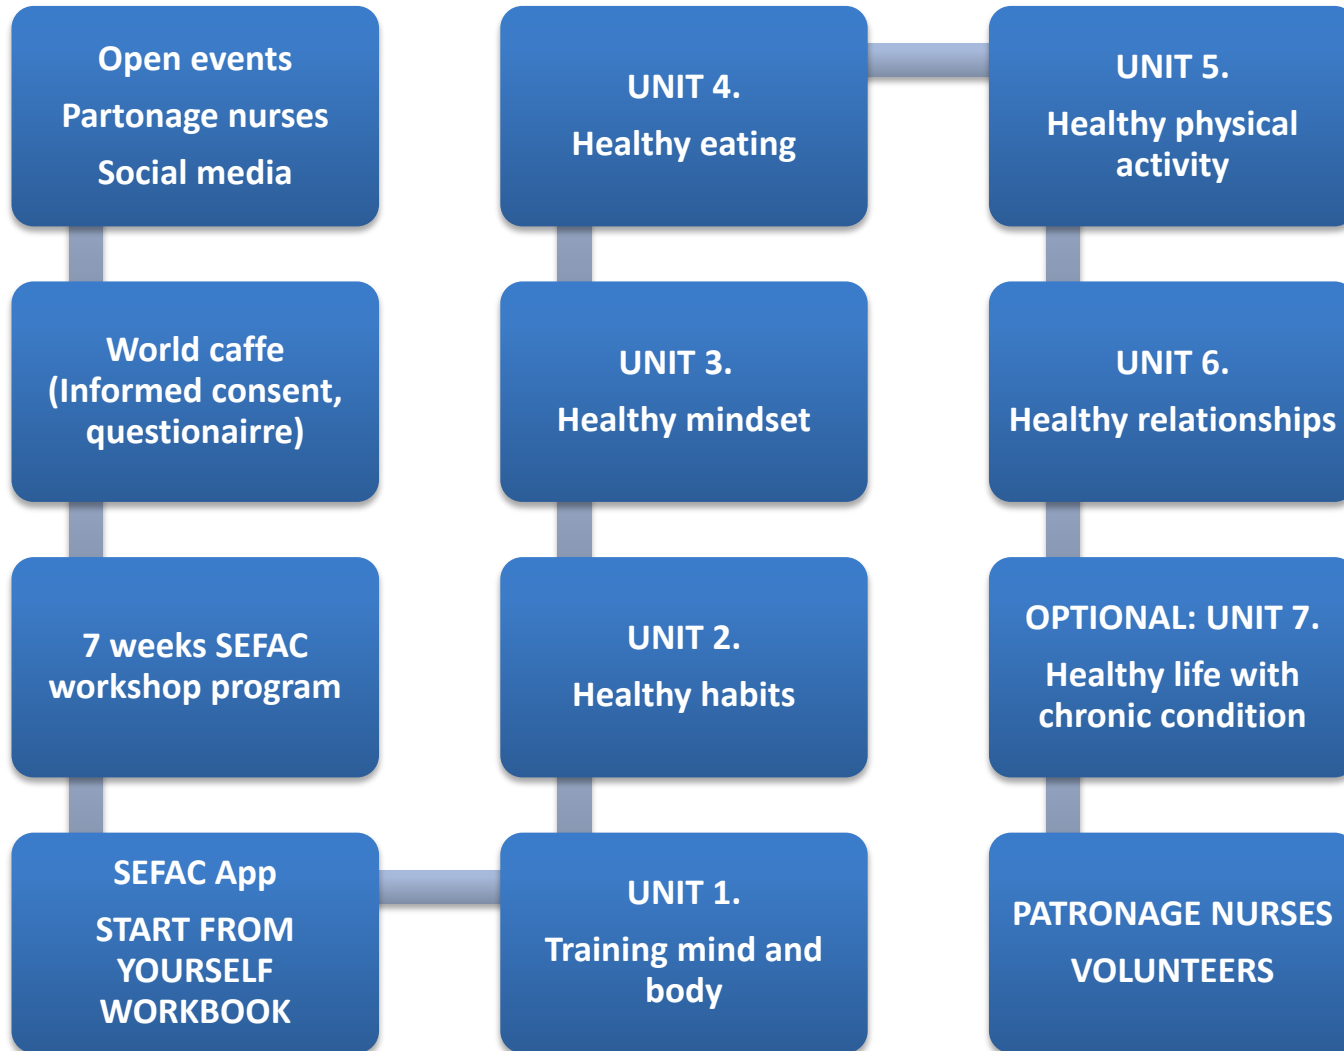 Open events
Partonage nurses
Social media
World caffe
(Informed consent,
questionairre)
7 weeks SEFAC
workshop program
SEFAC App
START FROM
YOURSELF
WORKBOOK
UNIT 1.
Training mind and
body
UNIT 2.
Healthy habits
UNIT 3.
Healthy mindset
UNIT 4.
Healthy eating
UNIT 5.
Healthy physical
activity
UNIT 6.
Healthy relationships
OPTIONAL: UNIT 7.
Healthy life with
chronic condition
PATRONAGE NURSES
VOLUNTEERS